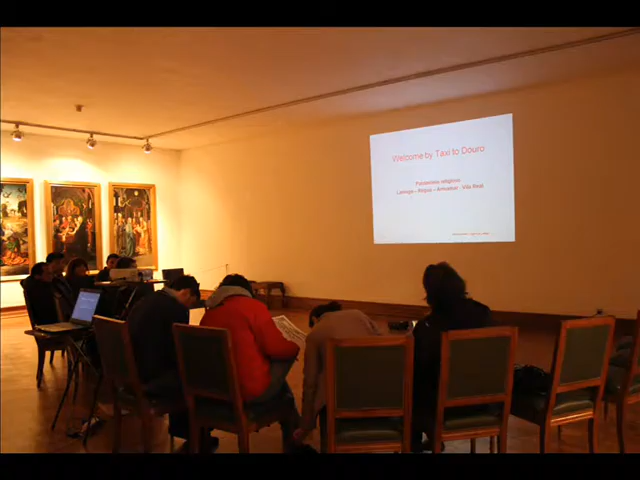 Welcome by Taxi to Douro
Património religioso
Lamego – Régua – Armamar - Vila Real